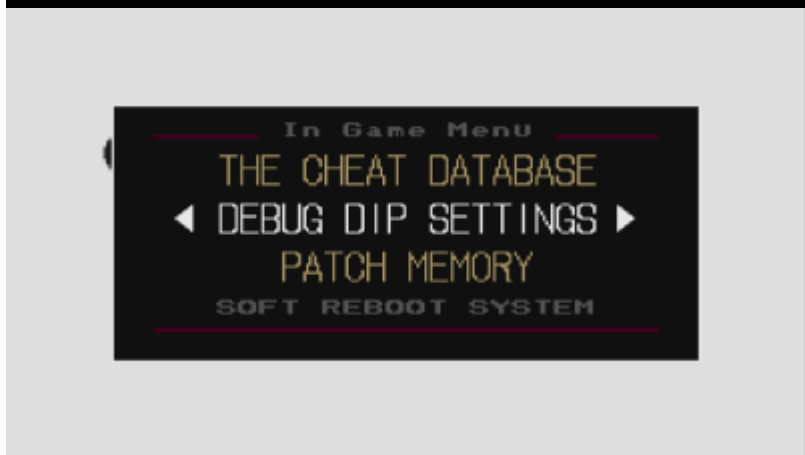 In Game Menu
THE CHEAT DATABASE
DEBUG DIP SETTINGS
PATCH MEMORY
SOFT REBOOT SYSTEM